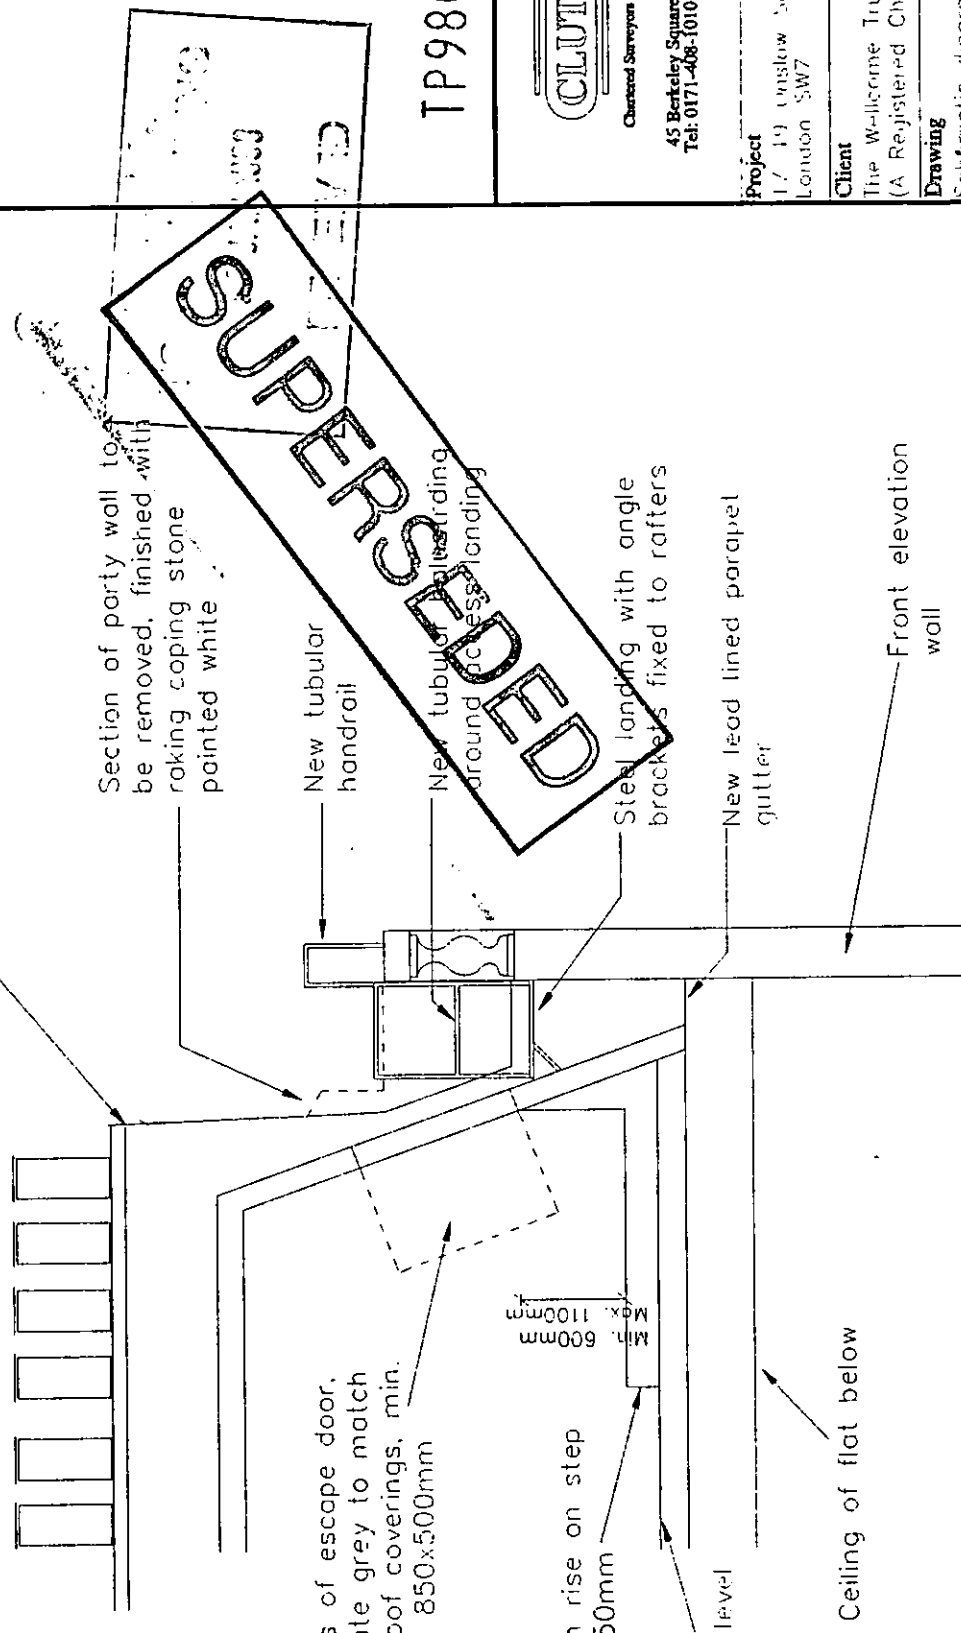 Section of party wall to
be removed, finished with
raking coping stone
painted white
New tubular
handrail
New tubular
around access landing
Steel landing with angle
brackets fixed to rafters
New lead lined parapet
gutter
Front elevation
wall
SUPERSEDED
of escape door,
grey to match
coverings, min.
850x500mm
Min. 600mm
Max. 1100mm
rise on step
50mm
level
Ceiling of flat below
TP98
CLUT
Chartered Surveyors
45 Berkeley Square
Tel: 0171-408-1010
Project
London SW7
Client
The Wellcome Tru
(A Registered Ch
Drawing